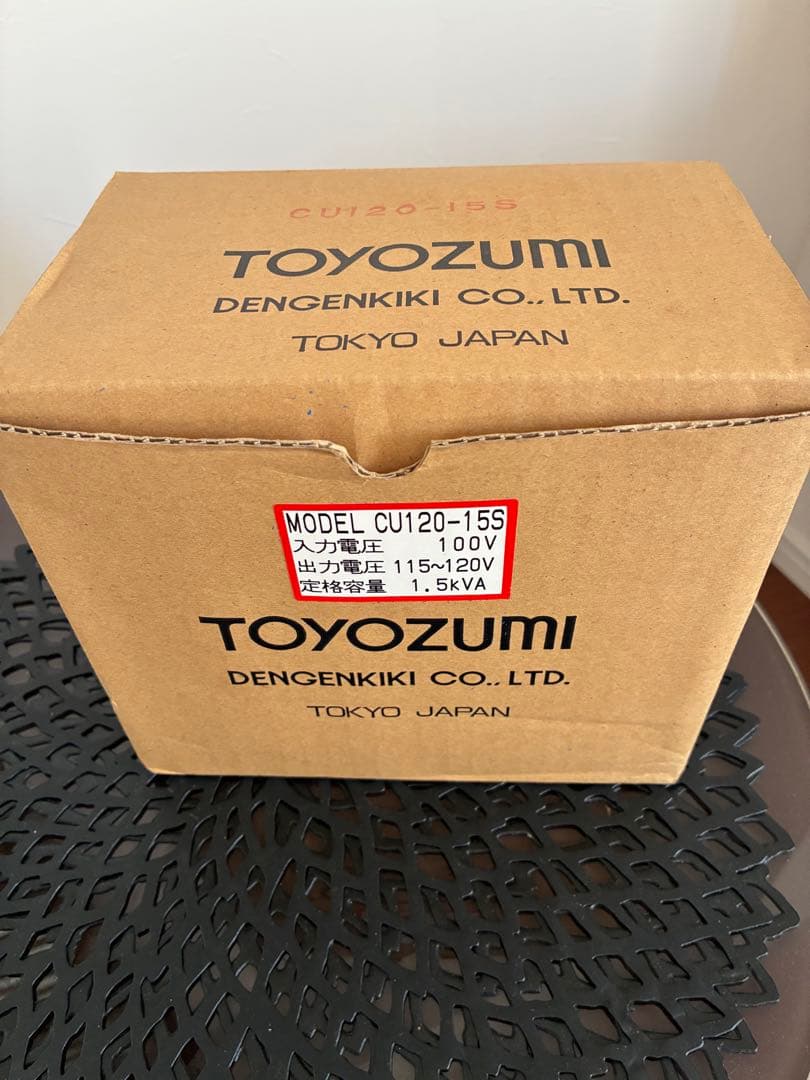 CU120-15S
TOYOZUMI
DENGENKIKI CO., LTD.
TOKYO JAPAN
MODEL CU120-15S
入力電圧 100V
出力電圧 115~120V
定格容量 1.5kVA
TOYOZUMI
DENGENKIKI CO., LTD.
TOKYO JAPAN